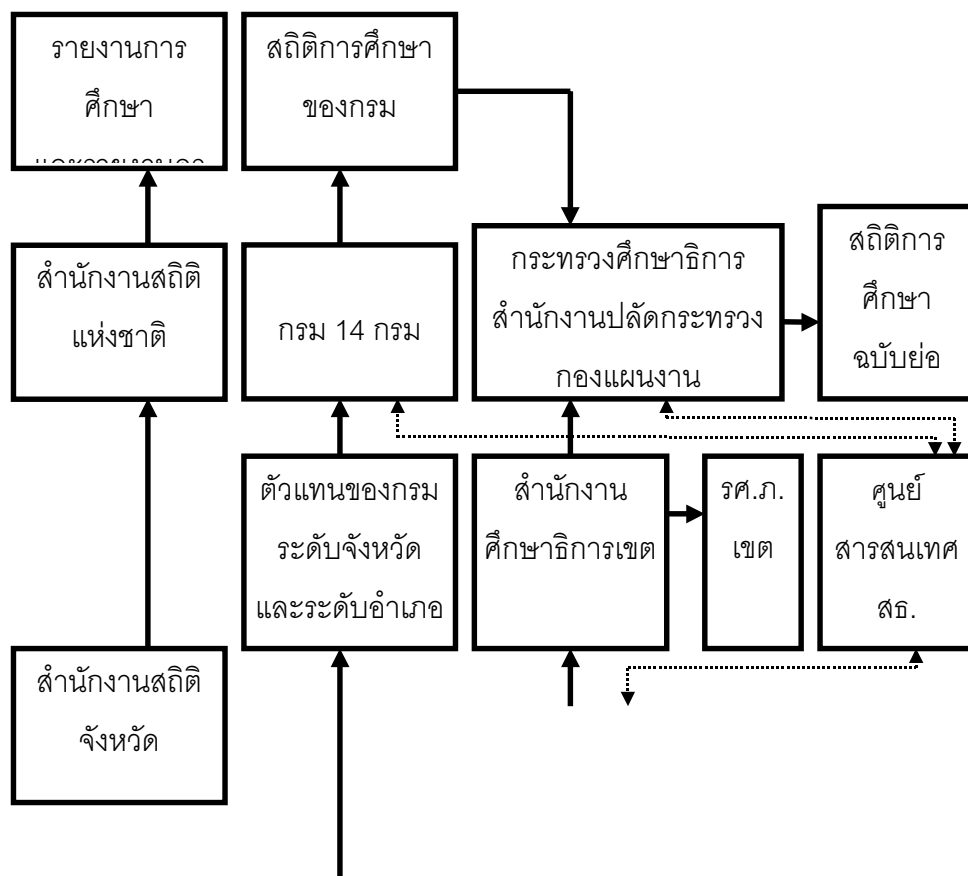 รายงานการ
ศึกษา
สถิติการศึกษา
ของกรม
สำนักงานสถิติ
แห่งชาติ
กรม 14 กรม
กระทรวงศึกษาธิการ
สำนักงานปลัดกระทรวง
กองแผนงาน
สถิติการ
ศึกษา
ฉบับย่อ
ตัวแทนของกรม
ระดับจังหวัด
และระดับอำเภอ
สำนักงาน
ศึกษาธิการเขต
รศ.ภ.
เขต
ศูนย์
สารสนเทศ
สธ.
สำนักงานสถิติ
จังหวัด